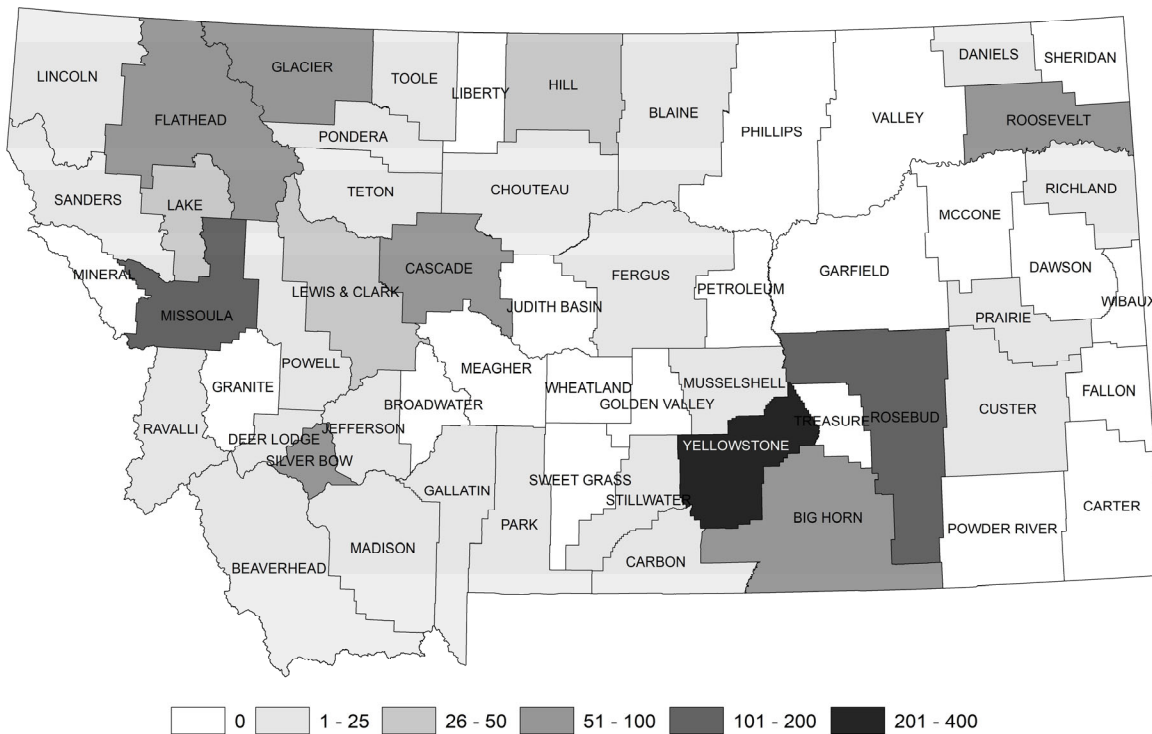 LINCOLN
FLATHEAD
GLACIER
TOOLE
LIBERTY
HILL
BLAINE
PHILLIPS
VALLEY
DANIELS
SHERIDAN
ROOSEVELT
PONDERA
TETON
CHOUTEAU
SANDERS
LAKE
RICHLAND
MCCONE
MINERAL
MISSOULA
LEWIS & CLARK
CASCADE
JUDITH BASIN
FERGUS
PETROLEUM
GARFIELD
DAWSON
WIBAUX
PRAIRIE
POWELL
GRANITE
MEAGHER
BROADWATER
WHEATLAND
GOLDEN VALLEY
MUSSELSHELL
TREASURE
ROSEBUD
CUSTER
FALLON
RAVALLI
DEER LODGE
JEFFERSON
SILVER BOW
YELLOWSTONE
GALLATIN
PARK
SWEET GRASS
STILLWATER
BIG HORN
POWDER RIVER
CARTER
BEAVERHEAD
MADISON
CARBON
0 1 - 25 26 - 50 51 - 100 101 - 200 201 - 400